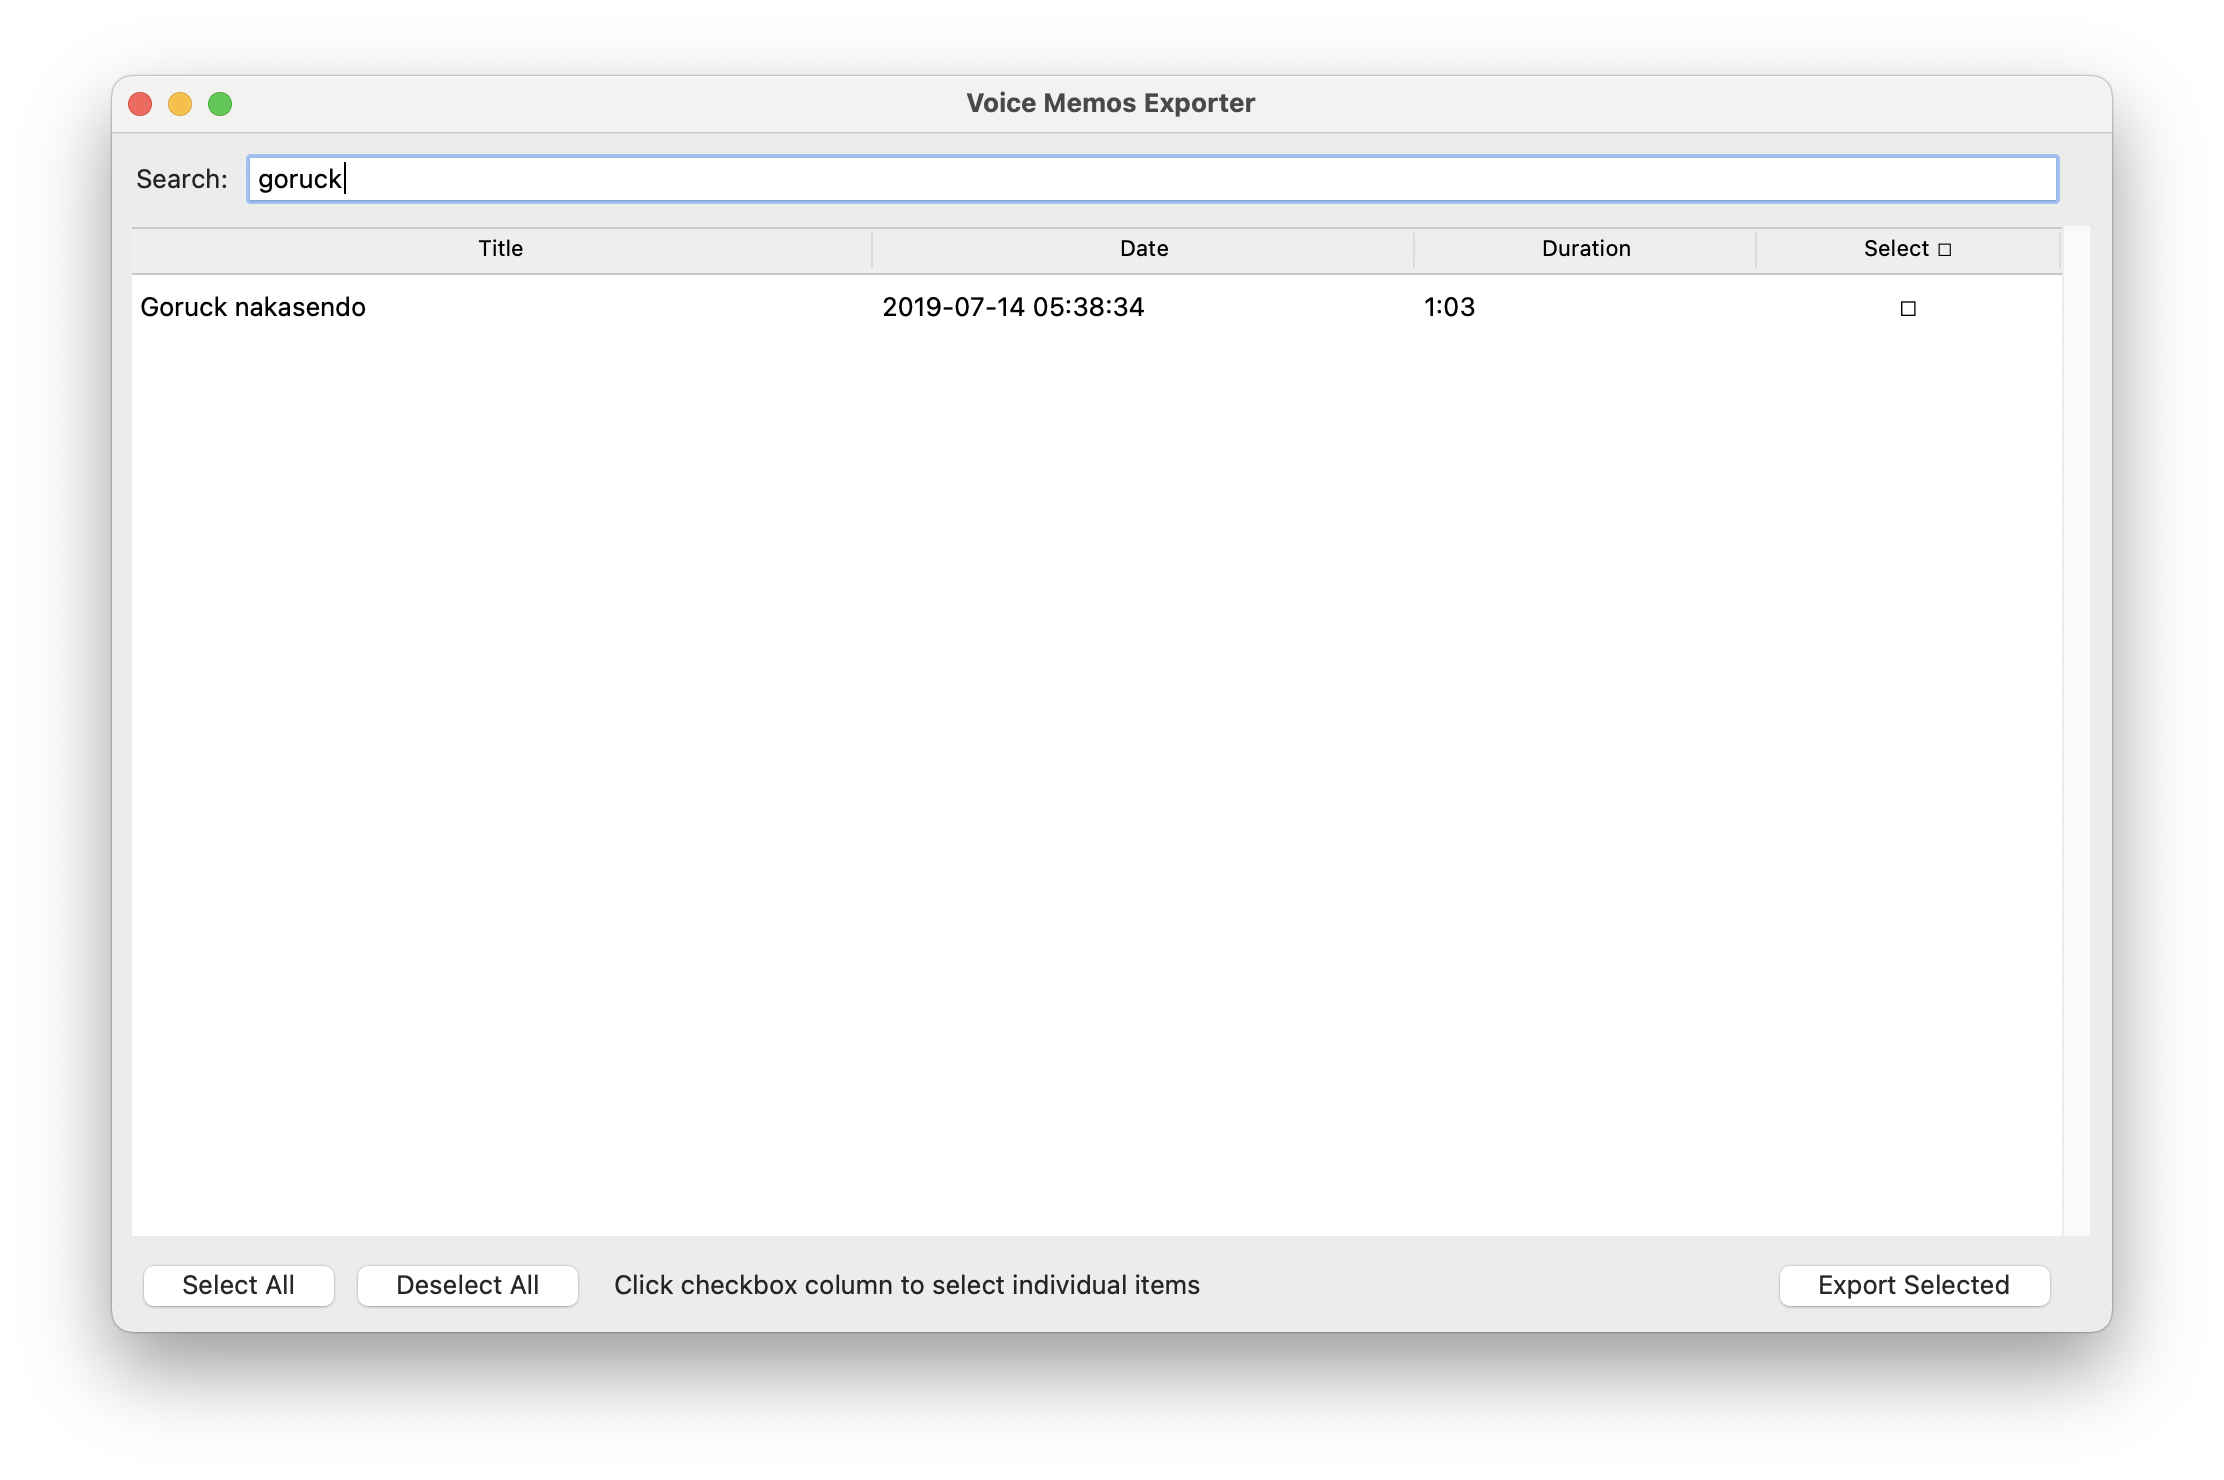 Voice Memos Exporter
Search: goruck
Title Date Duration Select □
Goruck nakasendo 2019-07-14 05:38:34 1:03 □
Select All Deselect All Click checkbox column to select individual items Export Selected